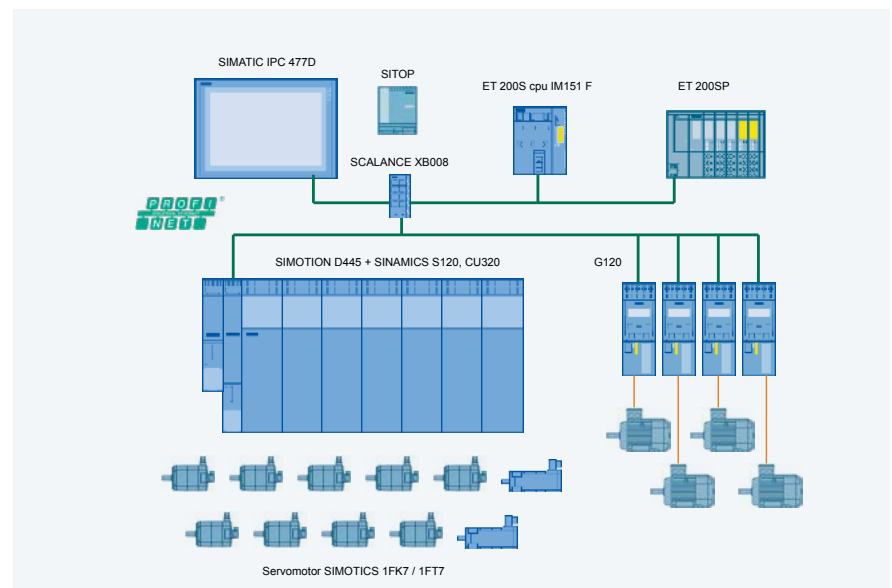 SIMATIC IPC 477D
SITOP
ET 200S cpu IM151 F
ET 200SP
SCALANCE XB008
PROFI
NET
SIMOTION D445 + SINAMICS S120, CU320
G120
Servomotor SIMOTICS 1FK7 / 1FT7